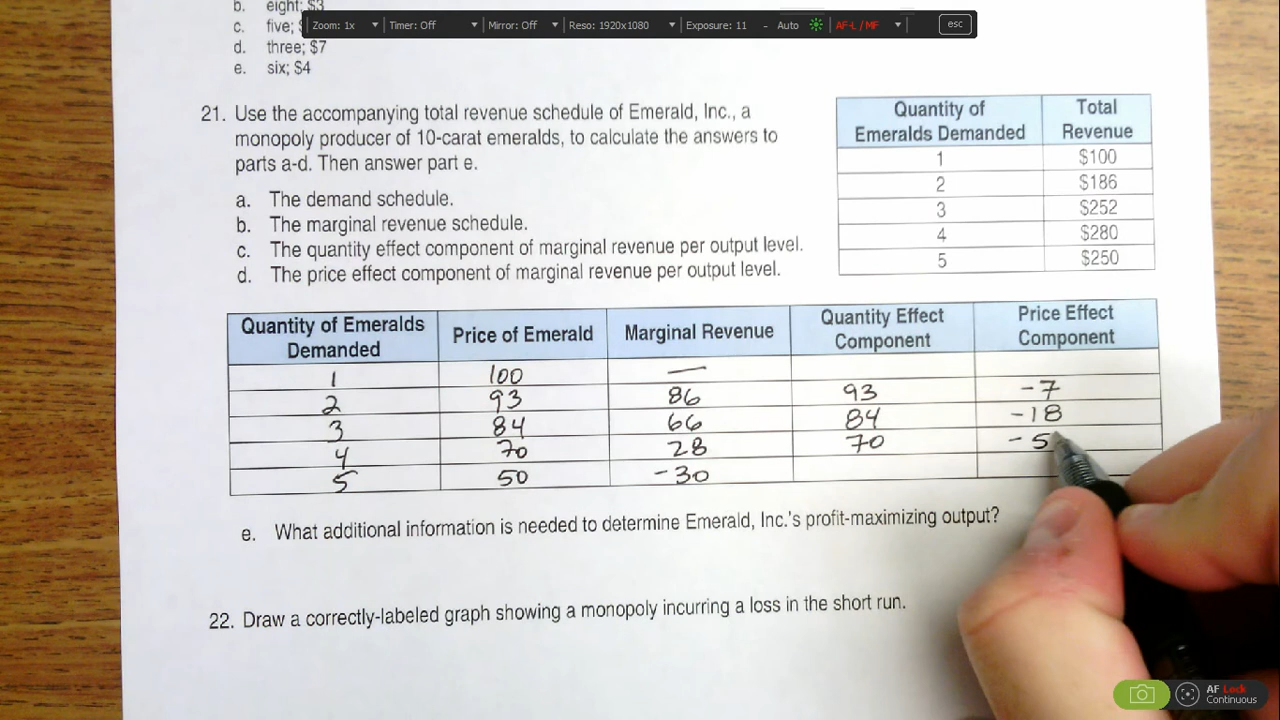 b. eight; $3
Zoom: 1x Timer: Off Mirror: Off Reso: 1920x1080 Exposure: 11 - Auto AF-L / MF esc
c. five; $
d. three; $7
e. six; $4
21. Use the accompanying total revenue schedule of Emerald, Inc., a
monopoly producer of 10-carat emeralds, to calculate the answers to
parts a-d. Then answer part e.
a. The demand schedule.
b. The marginal revenue schedule.
c. The quantity effect component of marginal revenue per output level.
d. The price effect component of marginal revenue per output level.
Quantity of Emeralds Demanded Total Revenue
1 $100
2 $186
3 $252
4 $280
5 $250
Quantity of Emeralds Demanded Price of Emerald Marginal Revenue Quantity Effect Component Price Effect Component
1 100 —
2 93 86 93 -7
3 84 66 84 -18
4 70 28 70 -5
5 50 -30
e. What additional information is needed to determine Emerald, Inc.'s profit-maximizing output?
22. Draw a correctly-labeled graph showing a monopoly incurring a loss in the short run.
AF Lock
Continuous